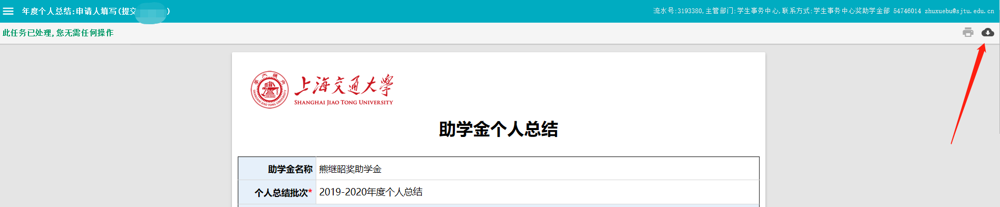 年度个人总结:申请人填写(提交 )
流水号:3193380,主管部门:学生事务中心,联系方式:学生事务中心奖助学金部 54746014 zhuxuebu@sjtu.edu.cn
此任务已处理,您无需任何操作
上海交通大学
SHANGHAI JIAO TONG UNIVERSITY
助学金个人总结
助学金名称 熊继昭奖助学金
个人总结批次* 2019-2020年度个人总结